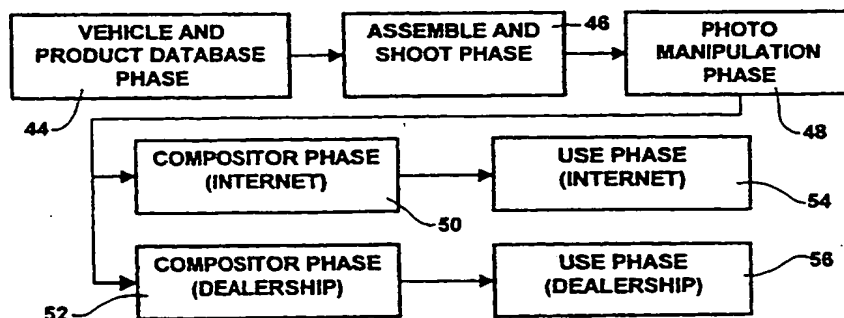 VEHICLE AND
PRODUCT DATABASE
PHASE
44
ASSEMBLE AND
SHOOT PHASE
46
PHOTO
MANIPULATION
PHASE
48
COMPOSITOR PHASE
(INTERNET)
50
USE PHASE
(INTERNET)
54
COMPOSITOR PHASE
(DEALERSHIP)
52
USE PHASE
(DEALERSHIP)
56